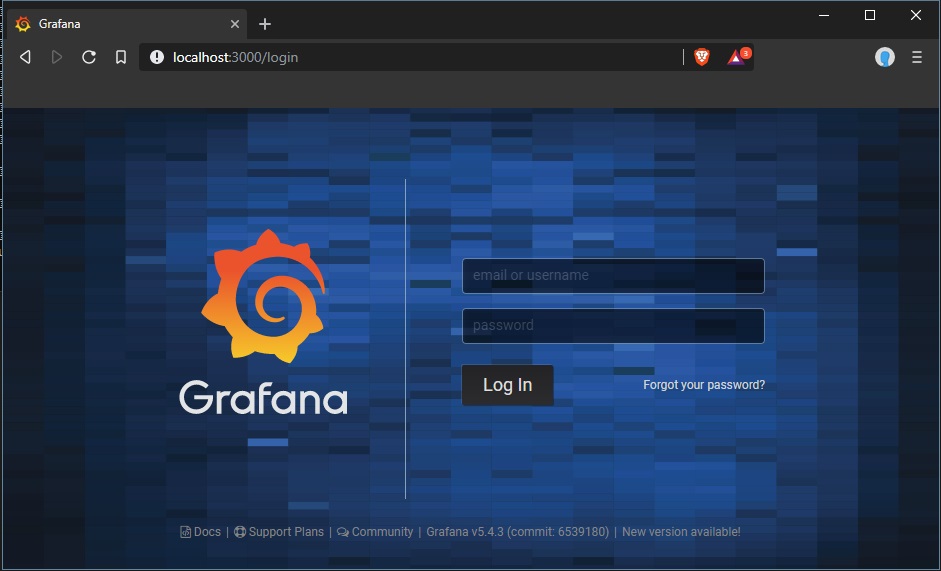 Grafana
localhost:3000/login
3
email or username
password
Log In
Forgot your password?
Grafana
Docs | Support Plans | Community | Grafana v5.4.3 (commit: 6539180) | New version available!